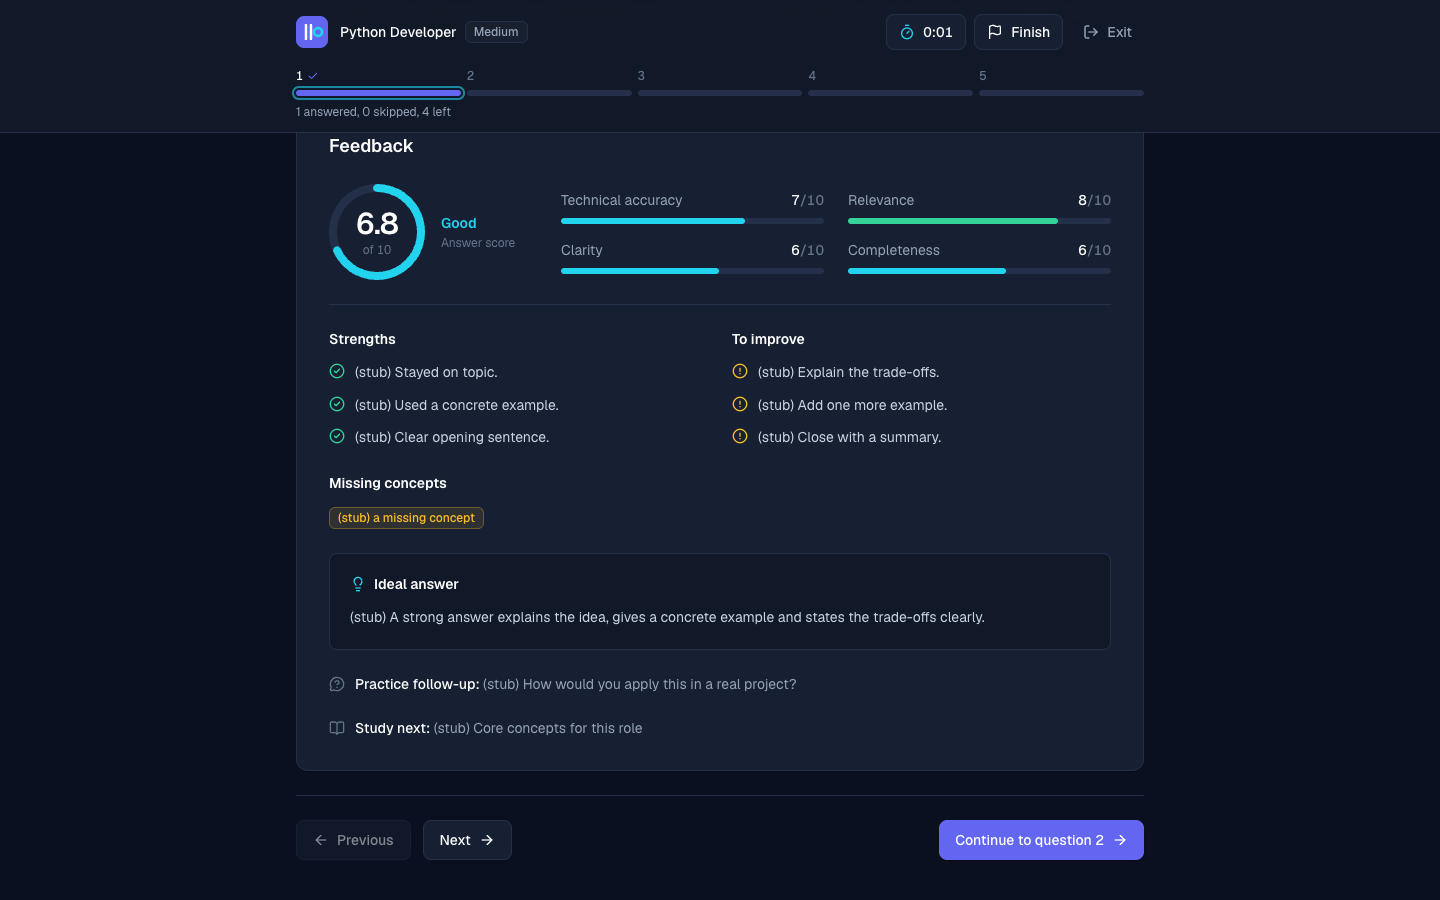 Python Developer Medium 0:01 Finish Exit
1 2 3 4 5
1 answered, 0 skipped, 4 left
Feedback
6.8
of 10
Good
Answer score
Technical accuracy 7/10
Relevance 8/10
Clarity 6/10
Completeness 6/10
Strengths
(stub) Stayed on topic.
(stub) Used a concrete example.
(stub) Clear opening sentence.
To improve
(stub) Explain the trade-offs.
(stub) Add one more example.
(stub) Close with a summary.
Missing concepts
(stub) a missing concept
Ideal answer
(stub) A strong answer explains the idea, gives a concrete example and states the trade-offs clearly.
Practice follow-up: (stub) How would you apply this in a real project?
Study next: (stub) Core concepts for this role
Previous Next Continue to question 2